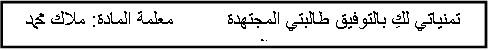 تمنياتي لكِ بالتوفيق طالبتي المجتهدة معلمة المادة: ملاك محمد